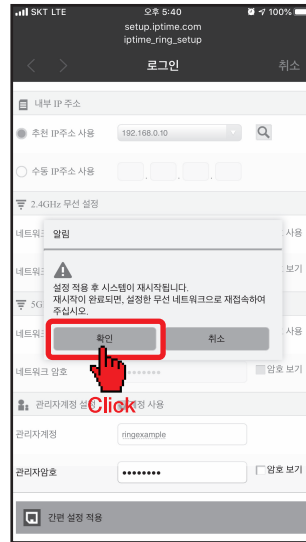 SKT LTE 오후 5:40 100%
setup.iptime.com
iptime_ring_setup
로그인 취소
내부 IP 주소
추천 IP주소 사용 192.168.0.10
수동 IP주소 사용
2.4GHz 무선 설정
네트워크 사용
알림
네트워크 보기
설정 적용 후 시스템이 재시작됩니다.
재시작이 완료되면, 설정한 무선 네트워크으로 재접속하여
주십시오.
5G
네트워크 사용
확인 취소
네트워크 암호 •••••••• 암호 보기
Click
관리자계정 설정 사용
관리자계정 ringexample
관리자암호 •••••••• 암호 보기
간편 설정 적용